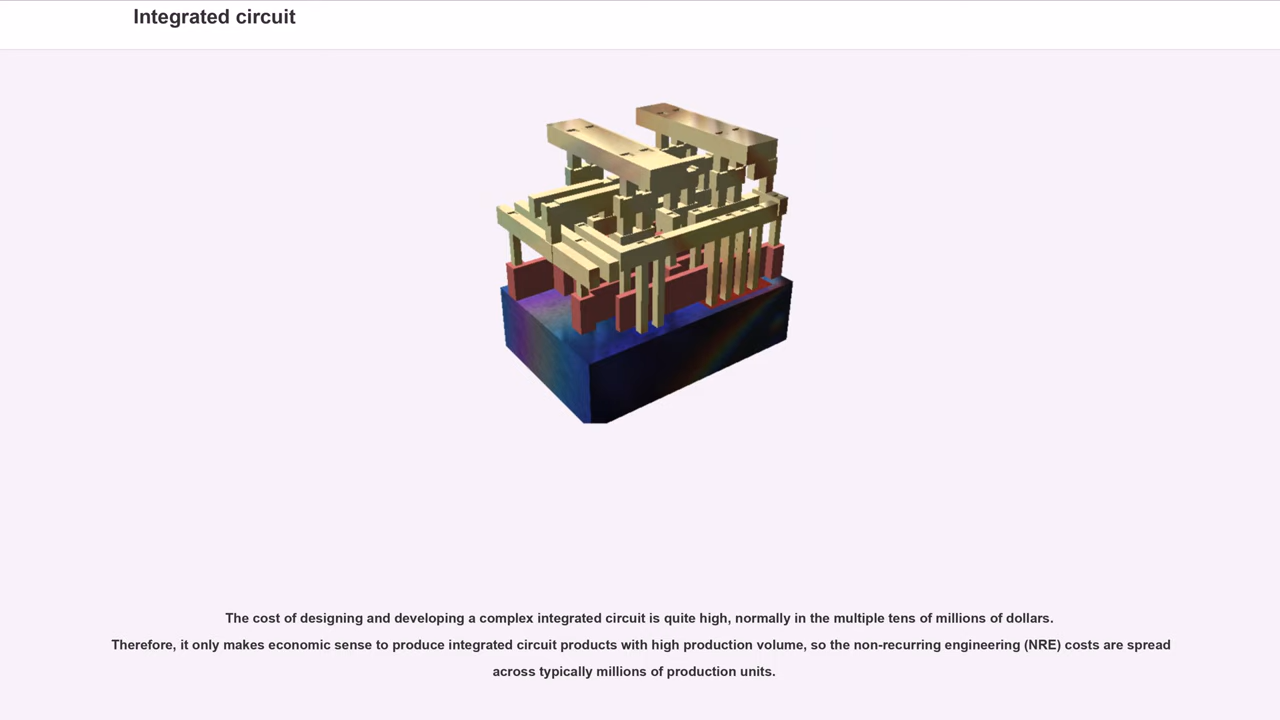 Integrated circuit
The cost of designing and developing a complex integrated circuit is quite high, normally in the multiple tens of millions of dollars.
Therefore, it only makes economic sense to produce integrated circuit products with high production volume, so the non-recurring engineering (NRE) costs are spread
across typically millions of production units.